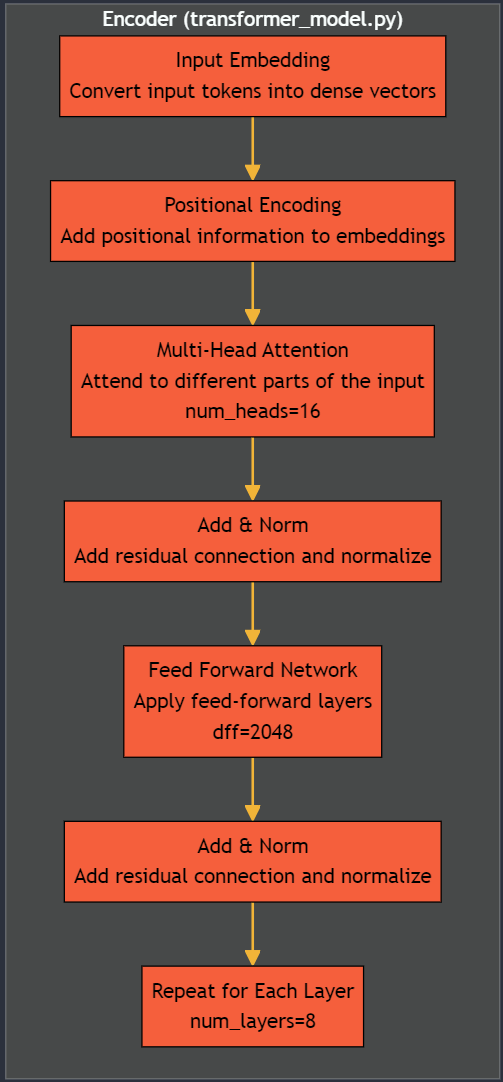 Encoder (transformer_model.py)
Input Embedding
Convert input tokens into dense vectors
Positional Encoding
Add positional information to embeddings
Multi-Head Attention
Attend to different parts of the input
num_heads=16
Add & Norm
Add residual connection and normalize
Feed Forward Network
Apply feed-forward layers
dff=2048
Add & Norm
Add residual connection and normalize
Repeat for Each Layer
num_layers=8